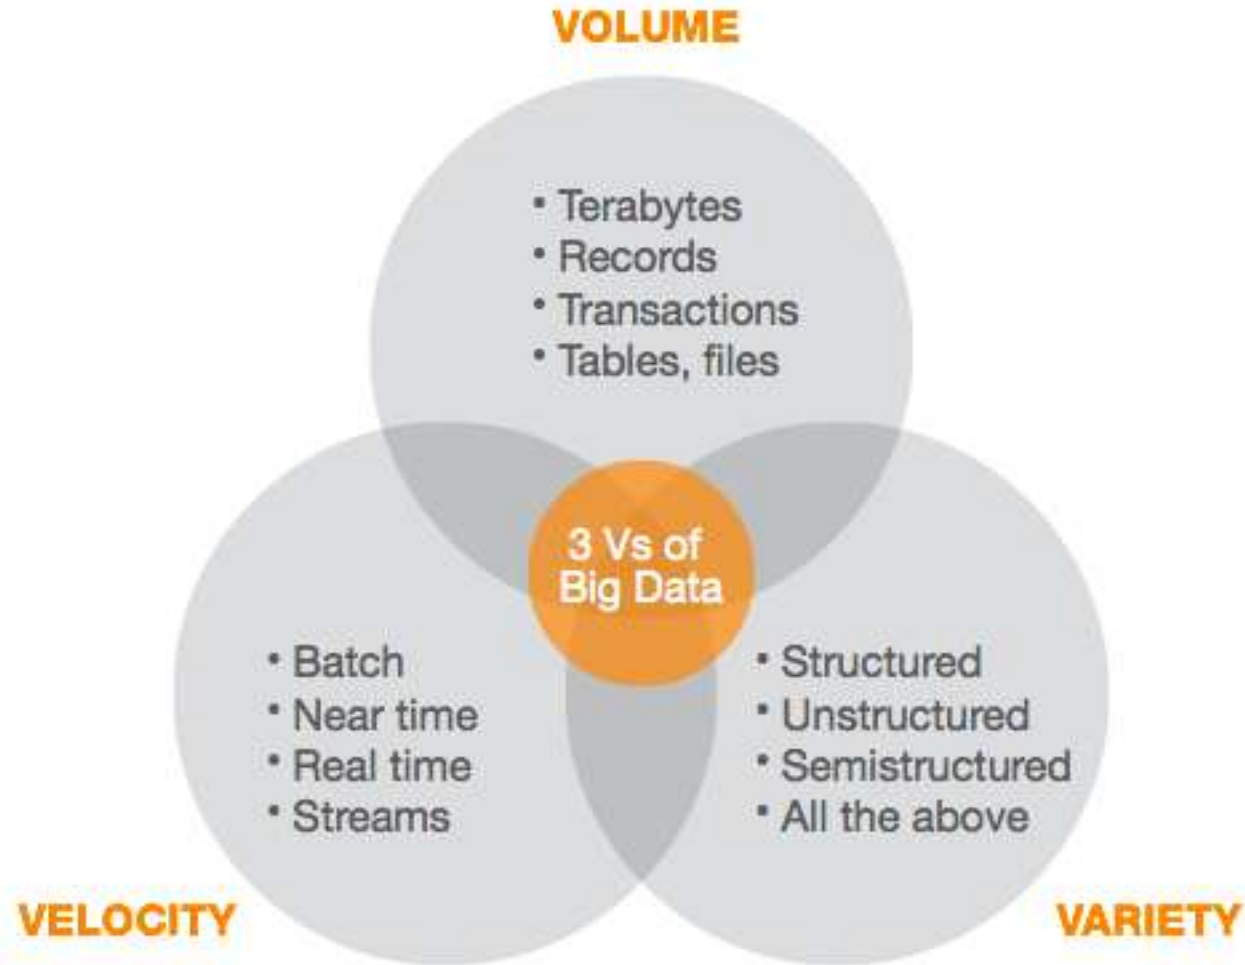 VOLUME
• Terabytes
• Records
• Transactions
• Tables, files
3 Vs of
Big Data
• Batch
• Near time
• Real time
• Streams
• Structured
• Unstructured
• Semistructured
• All the above
VELOCITY
VARIETY